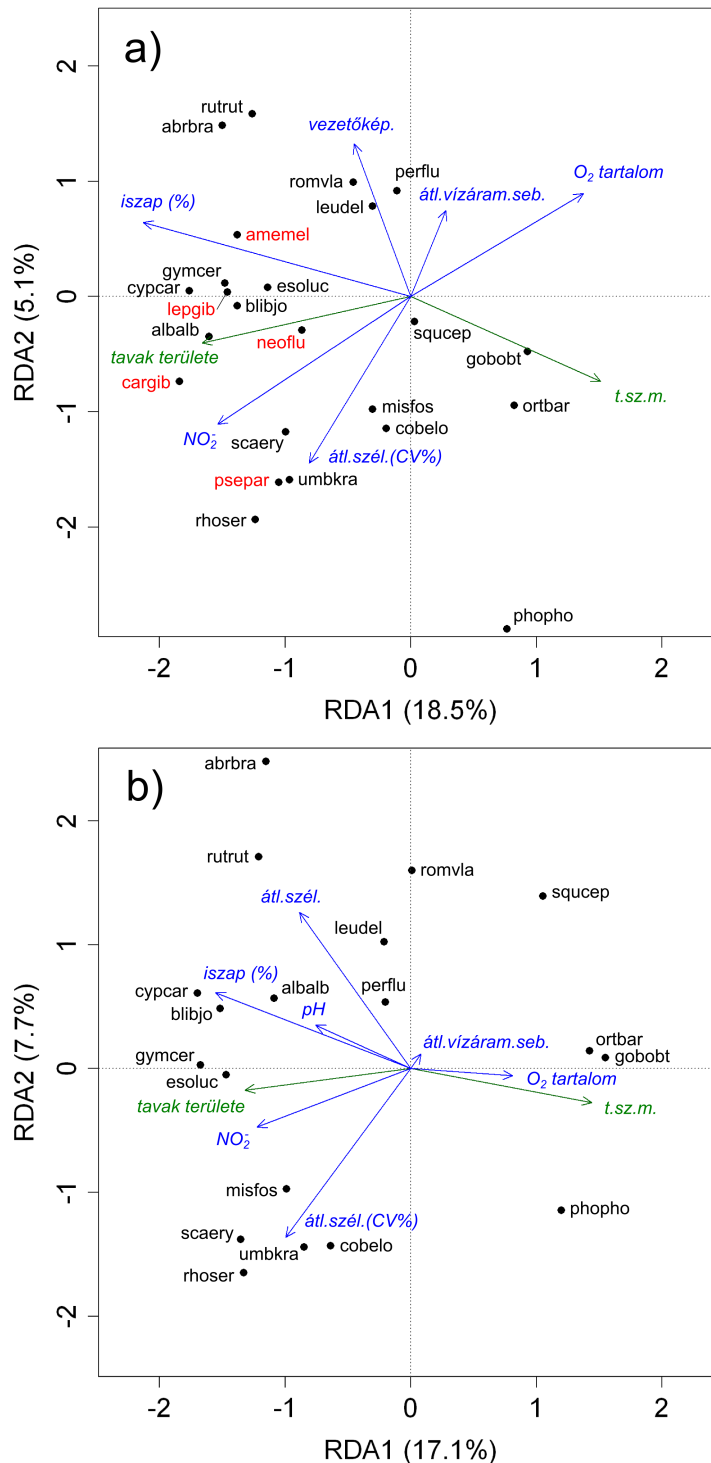 a)
rutrut
abrbra
vezetőkép.
perflu
romvla
O₂ tartalom
átl.vízáram.seb.
leudel
iszap (%)
amemel
gymcer
esoluc
cypcar
lepgib
blibjo
albalb
neoflu
squcep
tavak területe
gobobt
cargib
t.sz.m.
misfos
ortbar
NO₂⁻
cobelo
scaery
átl.szél.(CV%)
psepar
umbkra
rhoser
phopho
2
1
0
-1
-2
RDA2 (5.1%)
-2 -1 0 1 2
RDA1 (18.5%)
b)
abrbra
rutrut
romvla
átl.szél.
squcep
leudel
iszap (%)
cypcar
albalb
perflu
blibjo
pH
átl.vízáram.seb.
ortbar
gymcer
gobobt
esoluc
O₂ tartalom
tavak területe
t.sz.m.
NO₂⁻
misfos
phopho
átl.szél.(CV%)
scaery
umbkra
cobelo
rhoser
2
1
0
-1
-2
RDA2 (7.7%)
-2 -1 0 1 2
RDA1 (17.1%)